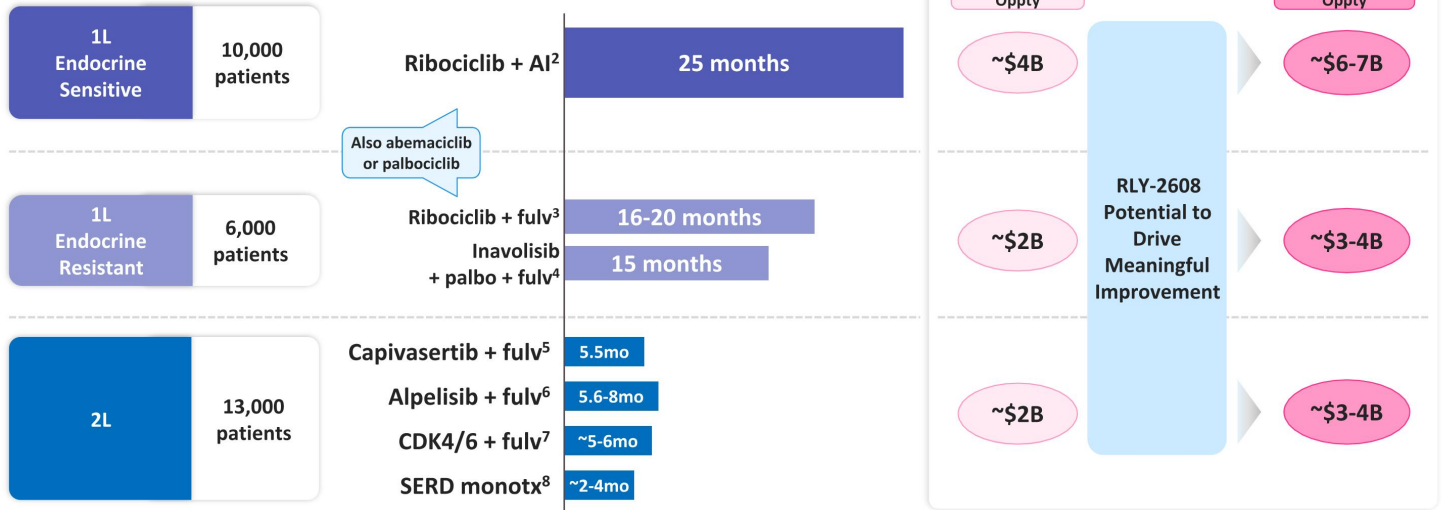 Oppty
Oppty
1L
Endocrine
Sensitive
10,000
patients
Ribociclib + AI²
25 months
~$4B
~$6-7B
Also abemaciclib
or palbociclib
1L
Endocrine
Resistant
6,000
patients
Ribociclib + fulv³
16-20 months
Inavolisib
+ palbo + fulv⁴
15 months
~$2B
RLY-2608
Potential to
Drive
Meaningful
Improvement
~$3-4B
2L
13,000
patients
Capivasertib + fulv⁵
5.5mo
Alpelisib + fulv⁶
5.6-8mo
CDK4/6 + fulv⁷
~5-6mo
SERD monotx⁸
~2-4mo
~$2B
~$3-4B